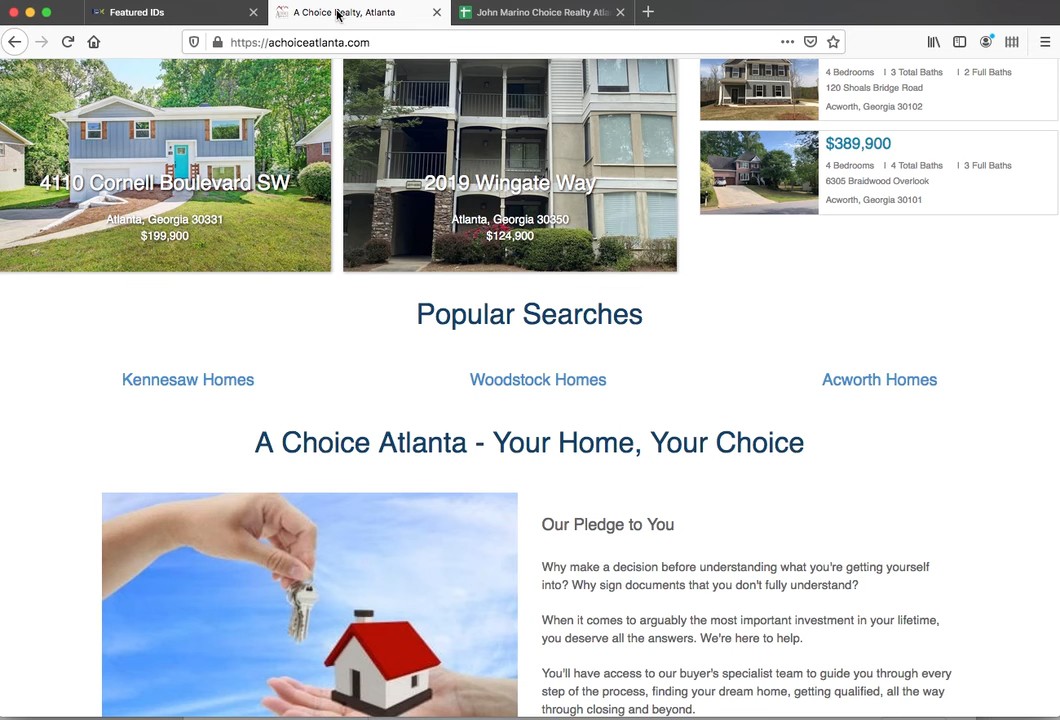 Featured IDs
A Choice Realty, Atlanta
John Marino Choice Realty Atla
https://achoiceatlanta.com
4110 Cornell Boulevard SW
Atlanta, Georgia 30331
$199,900
2019 Wingate Way
Atlanta, Georgia 30350
$124,900
4 Bedrooms | 3 Total Baths | 2 Full Baths
120 Shoals Bridge Road
Acworth, Georgia 30102
$389,900
4 Bedrooms | 4 Total Baths | 3 Full Baths
6305 Braidwood Overlook
Acworth, Georgia 30101
Popular Searches
Kennesaw Homes
Woodstock Homes
Acworth Homes
A Choice Atlanta - Your Home, Your Choice
Our Pledge to You
Why make a decision before understanding what you're getting yourself
into? Why sign documents that you don't fully understand?
When it comes to arguably the most important investment in your lifetime,
you deserve all the answers. We're here to help.
You'll have access to our buyer's specialist team to guide you through every
step of the process, finding your dream home, getting qualified, all the way
through closing and beyond.